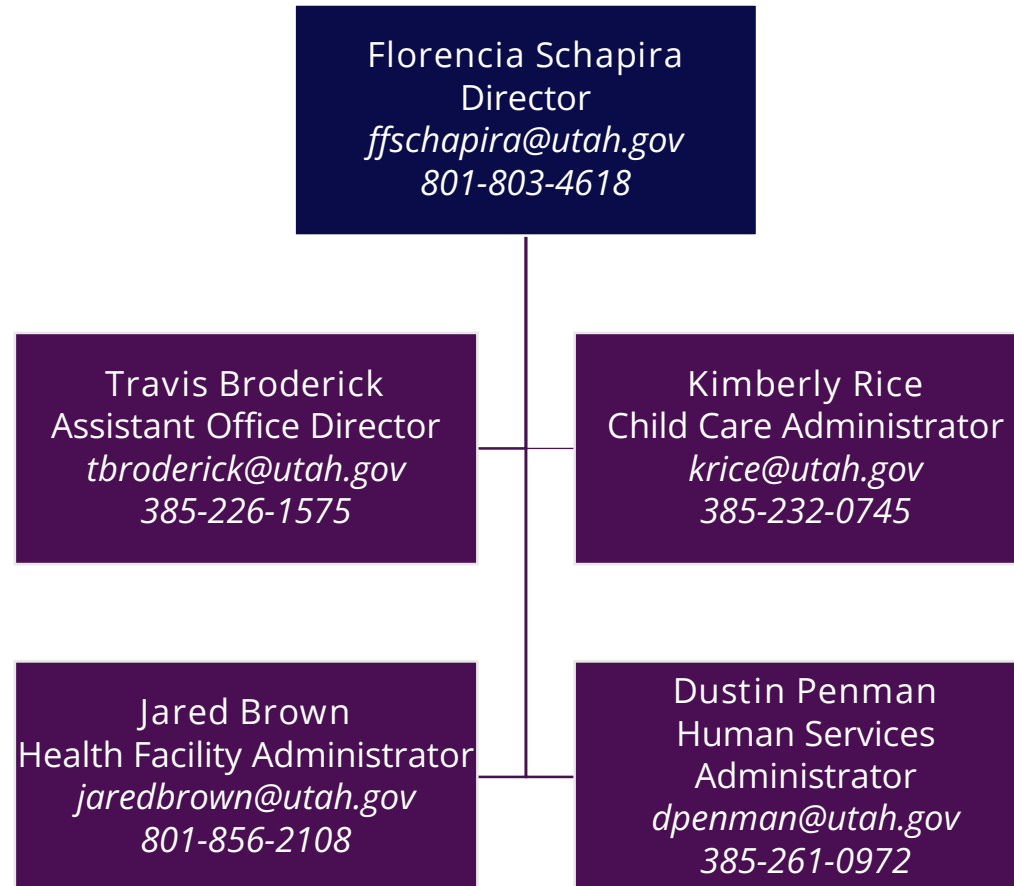 Florencia Schapira
Director
ffschapira@utah.gov
801-803-4618
Travis Broderick
Assistant Office Director
tbroderick@utah.gov
385-226-1575
Kimberly Rice
Child Care Administrator
krice@utah.gov
385-232-0745
Jared Brown
Health Facility Administrator
jaredbrown@utah.gov
801-856-2108
Dustin Penman
Human Services
Administrator
dpenman@utah.gov
385-261-0972